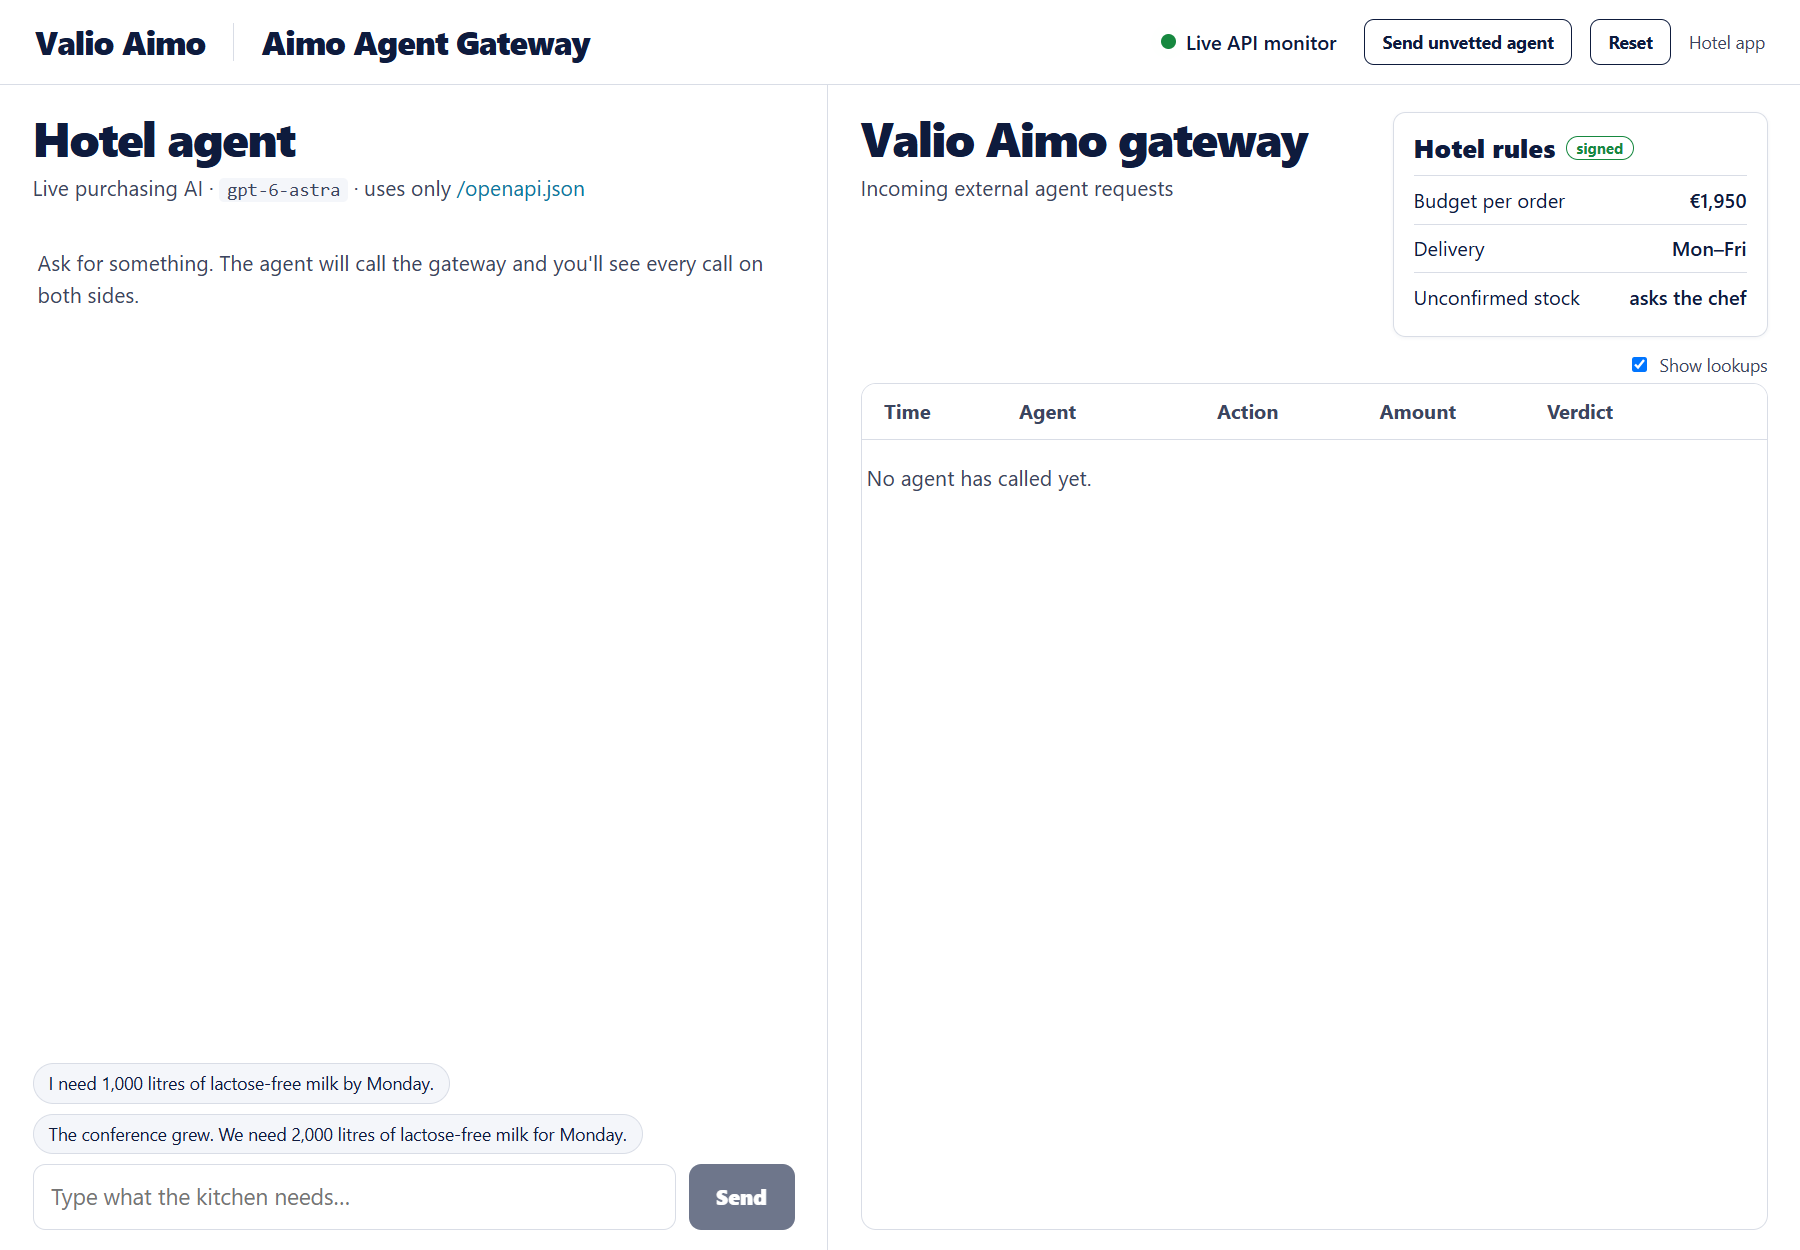 Valio Aimo
Aimo Agent Gateway
Live API monitor
Send unvetted agent
Reset
Hotel app
Hotel agent
Live purchasing AI · gpt-6-astra · uses only /openapi.json
Ask for something. The agent will call the gateway and you'll see every call on
both sides.
I need 1,000 litres of lactose-free milk by Monday.
The conference grew. We need 2,000 litres of lactose-free milk for Monday.
Type what the kitchen needs...
Send
Valio Aimo gateway
Incoming external agent requests
Hotel rules signed
Budget per order €1,950
Delivery Mon–Fri
Unconfirmed stock asks the chef
Show lookups
Time Agent Action Amount Verdict
No agent has called yet.